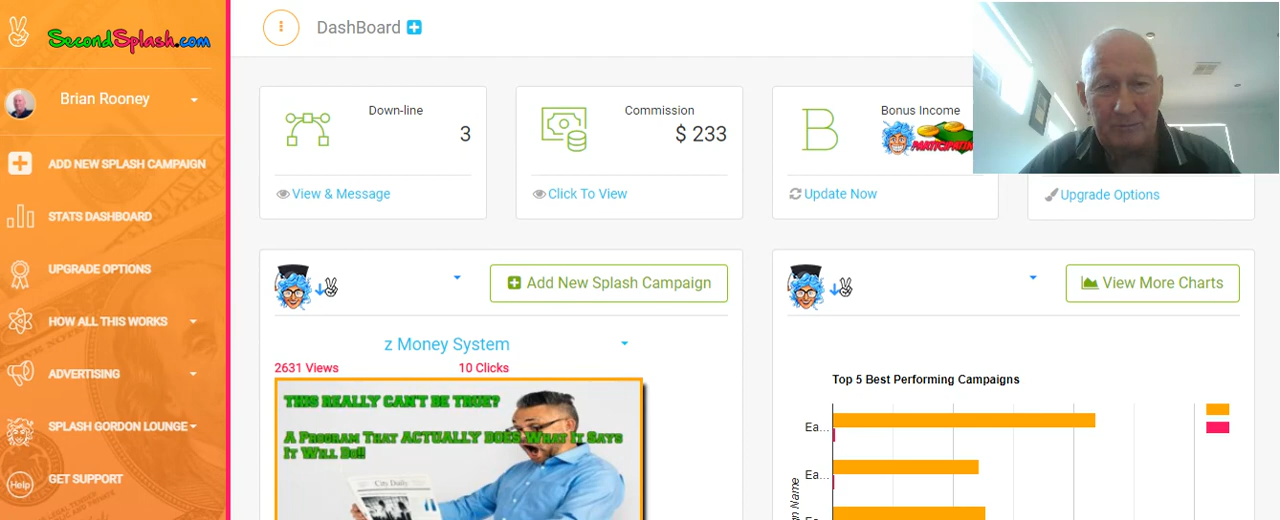 SecondSplash.com
Brian Rooney
ADD NEW SPLASH CAMPAIGN
STATS DASHBOARD
UPGRADE OPTIONS
HOW ALL THIS WORKS
ADVERTISING
SPLASH GORDON LOUNGE
Help
GET SUPPORT
DashBoard
Down-line
3
View & Message
Commission
$ 233
Click To View
Bonus Income
Update Now
Upgrade Options
Add New Splash Campaign
z Money System
2631 Views
10 Clicks
THIS REALLY CAN'T BE TRUE?
A Program That ACTUALLY DOES What It Says
It Will Do!!
City Daily
View More Charts
Top 5 Best Performing Campaigns
Ea...
Ea...
Ea...
gn Name